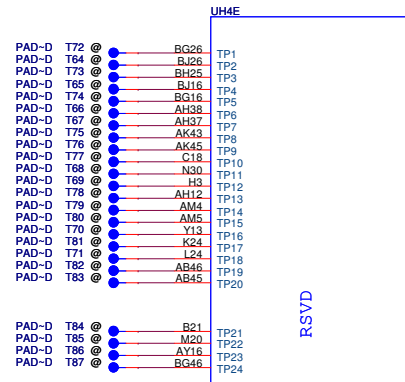 UH4E
PAD~D T72 @ BG26 TP1
PAD~D T64 @ BJ26 TP2
PAD~D T73 @ BH25 TP3
PAD~D T65 @ BJ16 TP4
PAD~D T74 @ BG16 TP5
PAD~D T66 @ AH38 TP6
PAD~D T67 @ AH37 TP7
PAD~D T75 @ AK43 TP8
PAD~D T76 @ AK45 TP9
PAD~D T77 @ C18 TP10
PAD~D T68 @ N30 TP11
PAD~D T69 @ H3 TP12
PAD~D T78 @ AH12 TP13
PAD~D T79 @ AM4 TP14
PAD~D T80 @ AM5 TP15
PAD~D T70 @ Y13 TP16
PAD~D T81 @ K24 TP17
PAD~D T71 @ L24 TP18
PAD~D T82 @ AB46 TP19
PAD~D T83 @ AB45 TP20
RSVD
PAD~D T84 @ B21 TP21
PAD~D T85 @ M20 TP22
PAD~D T86 @ AY16 TP23
PAD~D T87 @ BG46 TP24